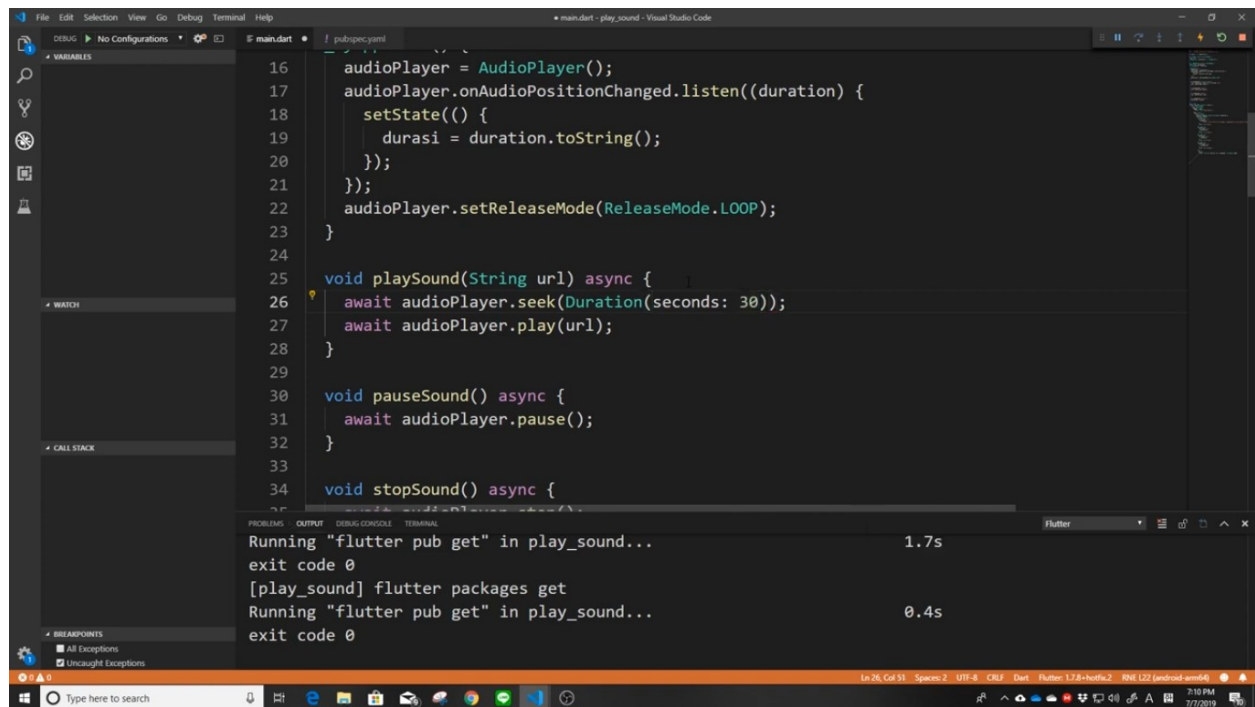 File Edit Selection View Go Debug Terminal Help
● main.dart - play_sound - Visual Studio Code
DEBUG No Configurations
main.dart ●
! pubspec.yaml
VARIABLES
WATCH
CALL STACK
BREAKPOINTS
All Exceptions
Uncaught Exceptions
16 audioPlayer = AudioPlayer();
17 audioPlayer.onAudioPositionChanged.listen((duration) {
18 setState(() {
19 durasi = duration.toString();
20 });
21 });
22 audioPlayer.setReleaseMode(ReleaseMode.LOOP);
23 }
24
25 void playSound(String url) async {
26 await audioPlayer.seek(Duration(seconds: 30));
27 await audioPlayer.play(url);
28 }
29
30 void pauseSound() async {
31 await audioPlayer.pause();
32 }
33
34 void stopSound() async {
PROBLEMS OUTPUT DEBUG CONSOLE TERMINAL
Flutter
Running "flutter pub get" in play_sound... 1.7s
exit code 0
[play_sound] flutter packages get
Running "flutter pub get" in play_sound... 0.4s
exit code 0
0 0
Ln 26, Col 51 Spaces: 2 UTF-8 CRLF Dart Flutter: 1.7.8+hotfix.2 RNE L22 (android-arm64)
Type here to search
7:10 PM
7/7/2019